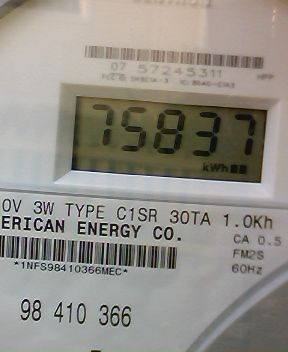 07 57245311
HPP
75837
kWh
0V 3W TYPE C1SR 30TA 1.0Kh
ERICAN ENERGY CO.
CA 0.5
FM2S
*1NFS98410366MEC*
60Hz
98 410 366